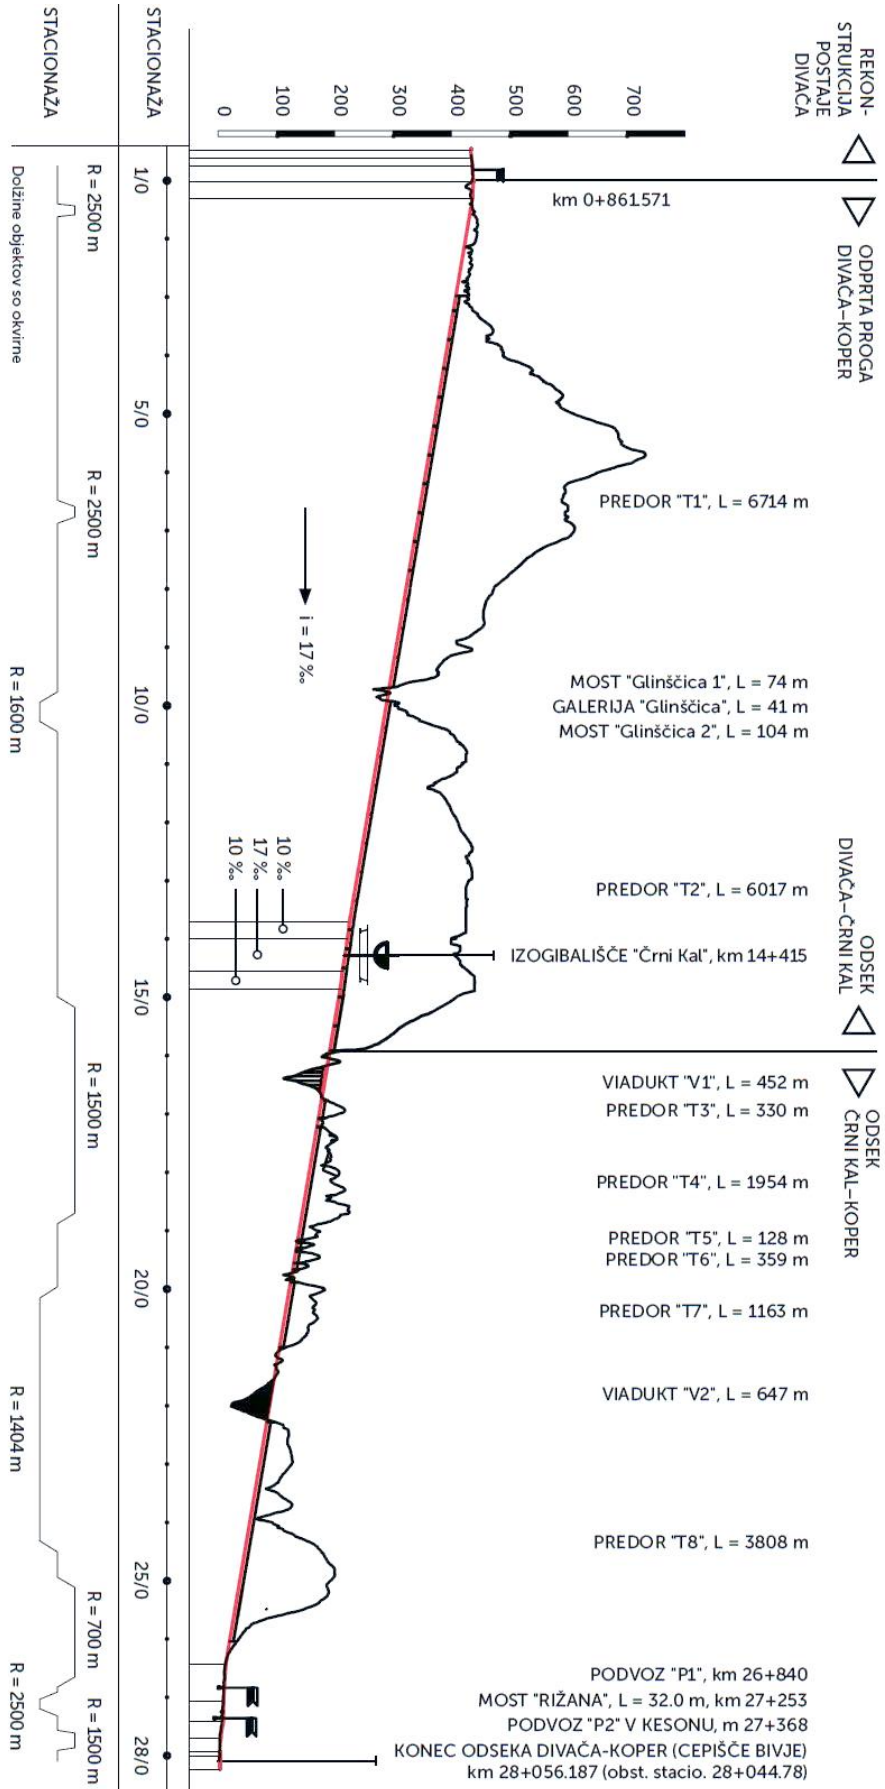 REKON-
STRUKCIJA
POSTAJE
DIVAČA
ODPRTA PROGA
DIVAČA–KOPER
ODSEK
DIVAČA–ČRNI KAL
ODSEK
ČRNI KAL–KOPER
km 0+861.571
PREDOR "T1", L = 6714 m
MOST "Glinščica 1", L = 74 m
GALERIJA "Glinščica", L = 41 m
MOST "Glinščica 2", L = 104 m
PREDOR "T2", L = 6017 m
IZOGIBALIŠČE "Črni Kal", km 14+415
VIADUKT "V1", L = 452 m
PREDOR "T3", L = 330 m
PREDOR "T4", L = 1954 m
PREDOR "T5", L = 128 m
PREDOR "T6", L = 359 m
PREDOR "T7", L = 1163 m
VIADUKT "V2", L = 647 m
PREDOR "T8", L = 3808 m
PODVOZ "P1", km 26+840
MOST "RIŽANA", L = 32.0 m, km 27+253
PODVOZ "P2" V KESONU, m 27+368
KONEC ODSEKA DIVAČA-KOPER (CEPIŠČE BIVJE)
km 28+056.187 (obst. stacio. 28+044.78)
700
600
500
400
300
200
100
0
i = 17 ‰
10 ‰
17 ‰
10 ‰
STACIONAŽA
1/0
5/0
10/0
15/0
20/0
25/0
28/0
STACIONAŽA
R = 2500 m
R = 2500 m
R = 1600 m
R = 1500 m
R = 1404 m
R = 700 m
R = 2500 m
R = 1500 m
Dolžine objektov so okvirne